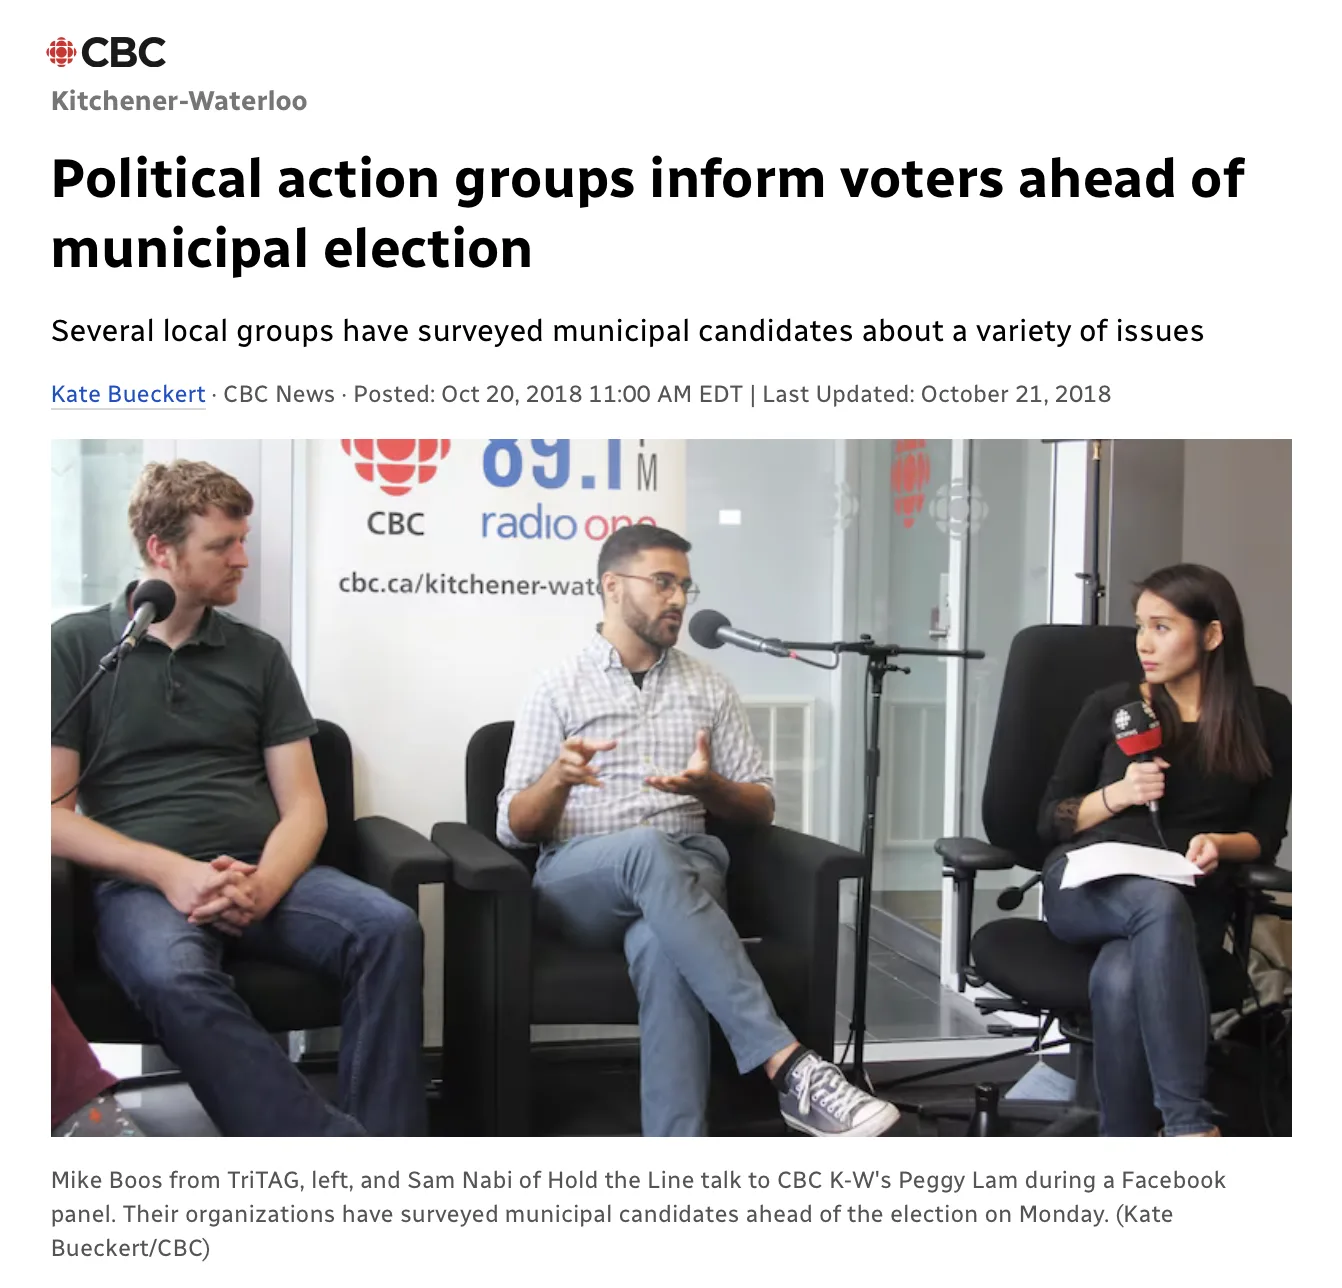 CBC
Kitchener-Waterloo
Political action groups inform voters ahead of
municipal election
Several local groups have surveyed municipal candidates about a variety of issues
Kate Bueckert · CBC News · Posted: Oct 20, 2018 11:00 AM EDT | Last Updated: October 21, 2018
89.1
M
CBC
radio one
cbc.ca/kitchener-wat
Mike Boos from TriTAG, left, and Sam Nabi of Hold the Line talk to CBC K-W's Peggy Lam during a Facebook
panel. Their organizations have surveyed municipal candidates ahead of the election on Monday. (Kate
Bueckert/CBC)